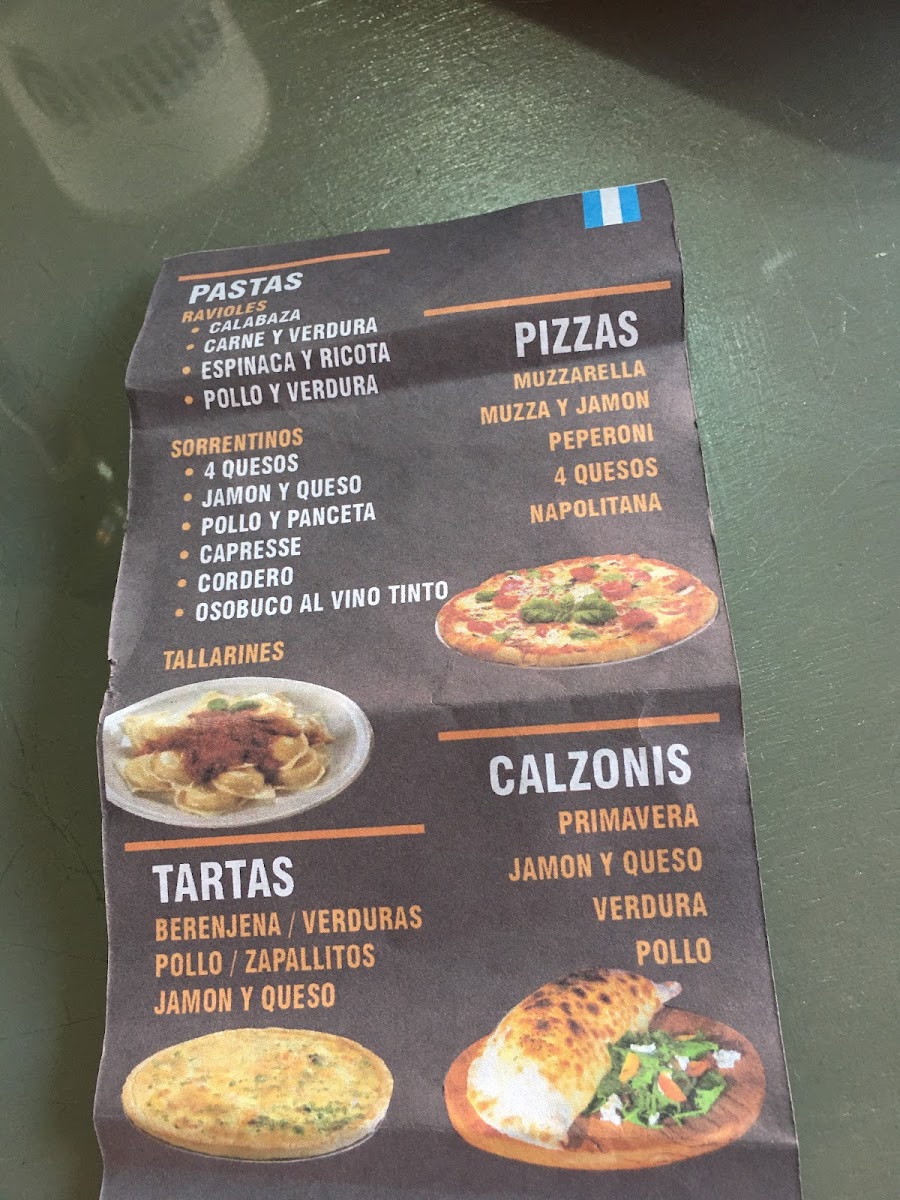 PASTAS
RAVIOLES
• CALABAZA
• CARNE Y VERDURA
• ESPINACA Y RICOTA
• POLLO Y VERDURA
SORRENTINOS
• 4 QUESOS
• JAMON Y QUESO
• POLLO Y PANCETA
• CAPRESSE
• CORDERO
• OSOBUCO AL VINO TINTO
TALLARINES
TARTAS
BERENJENA / VERDURAS
POLLO / ZAPALLITOS
JAMON Y QUESO
PIZZAS
MUZZARELLA
MUZZA Y JAMON
PEPERONI
4 QUESOS
NAPOLITANA
CALZONIS
PRIMAVERA
JAMON Y QUESO
VERDURA
POLLO